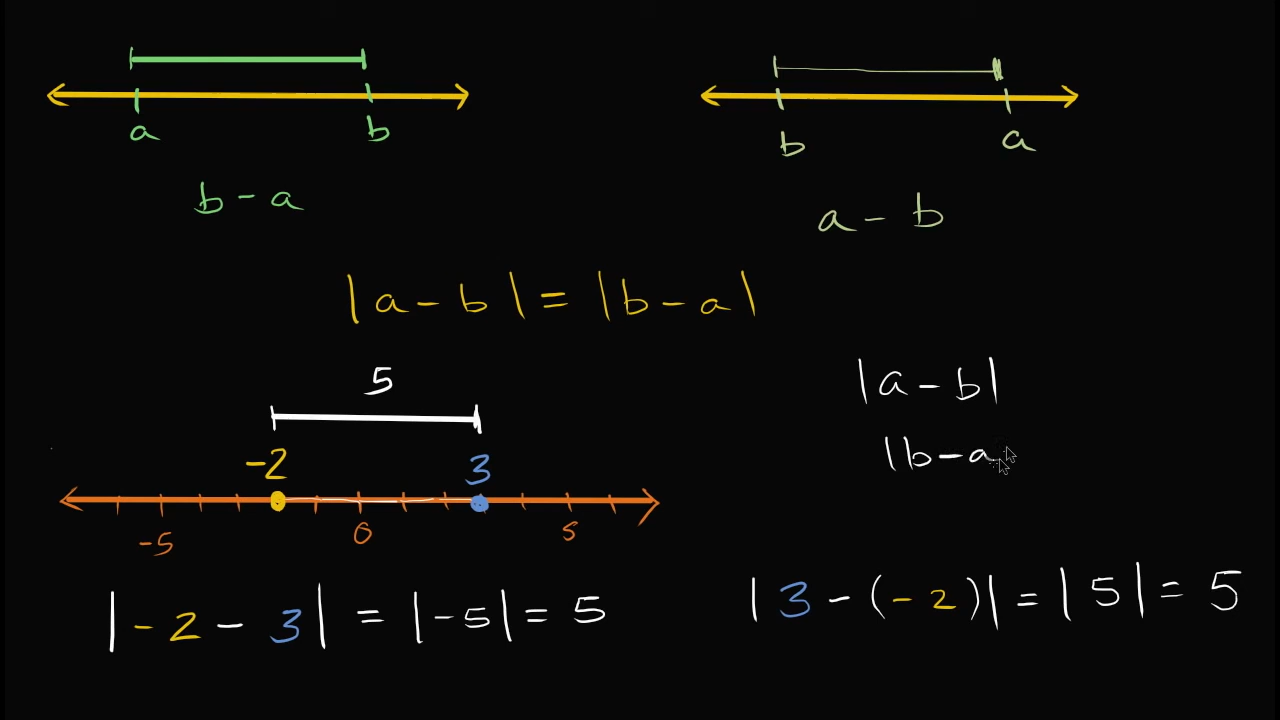 a b
b a
b - a
a - b
|a - b| = |b - a|
5
|a - b|
-2 3
|b - a
-5 0 5
|-2 - 3| = |-5| = 5
|3 - (-2)| = |5| = 5